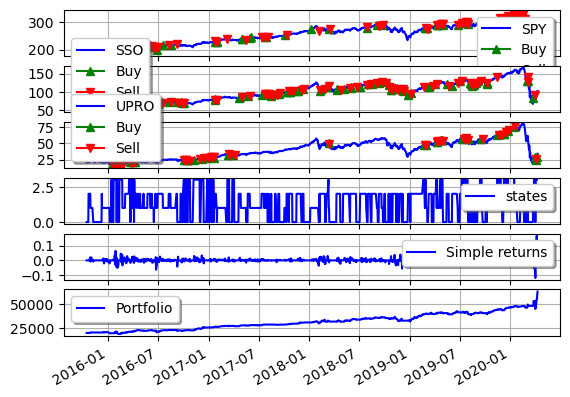 300
200
SPY
Buy
SSO
Buy
Sell
150
100
50
UPRO
Buy
Sell
75
50
25
states
2.5
0.0
Simple returns
0.1
0.0
−0.1
Portfolio
50000
25000
2016-01
2016-07
2017-01
2017-07
2018-01
2018-07
2019-01
2019-07
2020-01